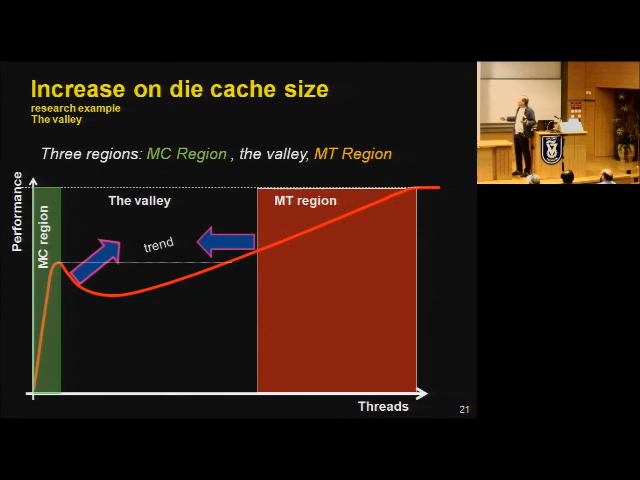 Increase on die cache size
research example
The valley
Three regions: MC Region , the valley, MT Region
Performance
MC region
The valley
MT region
trend
Threads
21